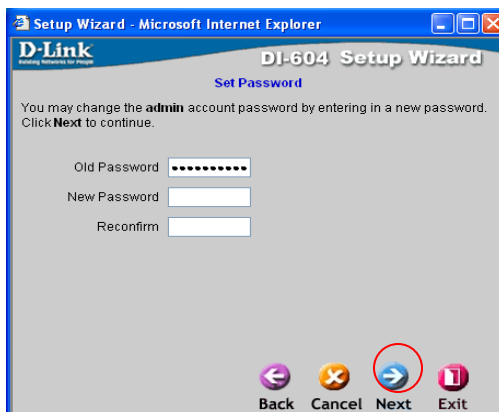 Setup Wizard - Microsoft Internet Explorer
D-Link
Building Networks for People
DI-604 Setup Wizard
Set Password
You may change the admin account password by entering in a new password.
Click Next to continue.
Old Password ••••••••••
New Password
Reconfirm
Back Cancel Next Exit